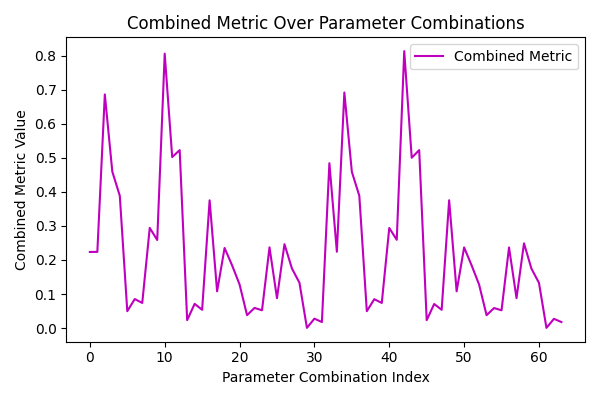 Combined Metric Over Parameter Combinations
Combined Metric
Combined Metric Value
0.8
0.7
0.6
0.5
0.4
0.3
0.2
0.1
0.0
0 10 20 30 40 50 60
Parameter Combination Index